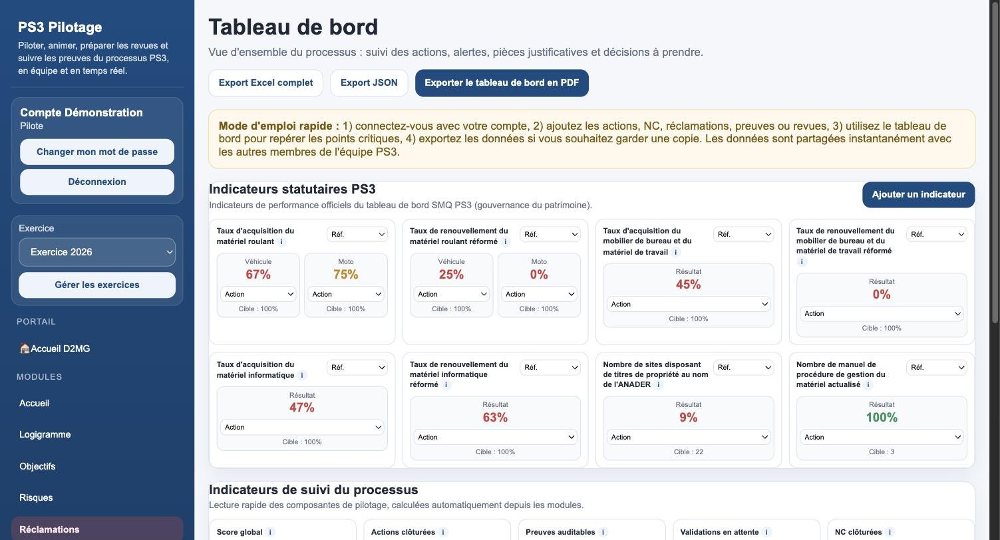 PS3 Pilotage
Piloter, animer, préparer les revues et
suivre les preuves du processus PS3,
en équipe et en temps réel.
Compte Démonstration
Pilote
Changer mon mot de passe
Déconnexion
Exercice
Exercice 2026
Gérer les exercices
PORTAIL
🏠Accueil D2MG
MODULES
Accueil
Logigramme
Objectifs
Risques
Réclamations
Tableau de bord
Vue d'ensemble du processus : suivi des actions, alertes, pièces justificatives et décisions à prendre.
Export Excel complet
Export JSON
Exporter le tableau de bord en PDF
Mode d'emploi rapide : 1) connectez-vous avec votre compte, 2) ajoutez les actions, NC, réclamations, preuves ou revues, 3) utilisez le tableau de
bord pour repérer les points critiques, 4) exportez les données si vous souhaitez garder une copie. Les données sont partagées instantanément avec
les autres membres de l'équipe PS3.
Indicateurs statutaires PS3
Indicateurs de performance officiels du tableau de bord SMQ PS3 (gouvernance du patrimoine).
Ajouter un indicateur
Taux d'acquisition du
matériel roulant i
Réf.
Véhicule
67%
Action
Cible : 100%
Moto
75%
Action
Cible : 100%
Taux de renouvellement du
matériel roulant réformé i
Réf.
Véhicule
25%
Action
Cible : 100%
Moto
0%
Action
Cible : 100%
Taux d'acquisition du
mobilier de bureau et du
matériel de travail i
Réf.
Résultat
45%
Action
Cible : 100%
Taux de renouvellement du
mobilier de bureau et du
matériel de travail réformé
i
Réf.
Résultat
0%
Action
Cible : 100%
Taux d'acquisition du
matériel informatique i
Réf.
Résultat
47%
Action
Cible : 100%
Taux de renouvellement du
matériel informatique
réformé i
Réf.
Résultat
63%
Action
Cible : 100%
Nombre de sites disposant
de titres de propriété au nom
de l'ANADER i
Réf.
Résultat
9%
Action
Cible : 22
Nombre de manuel de
procédure de gestion du
matériel actualisé i
Réf.
Résultat
100%
Action
Cible : 3
Indicateurs de suivi du processus
Lecture rapide des composantes de pilotage, calculées automatiquement depuis les modules.
Score global i
Actions clôturées i
Preuves auditables i
Validations en attente i
NC clôturées i